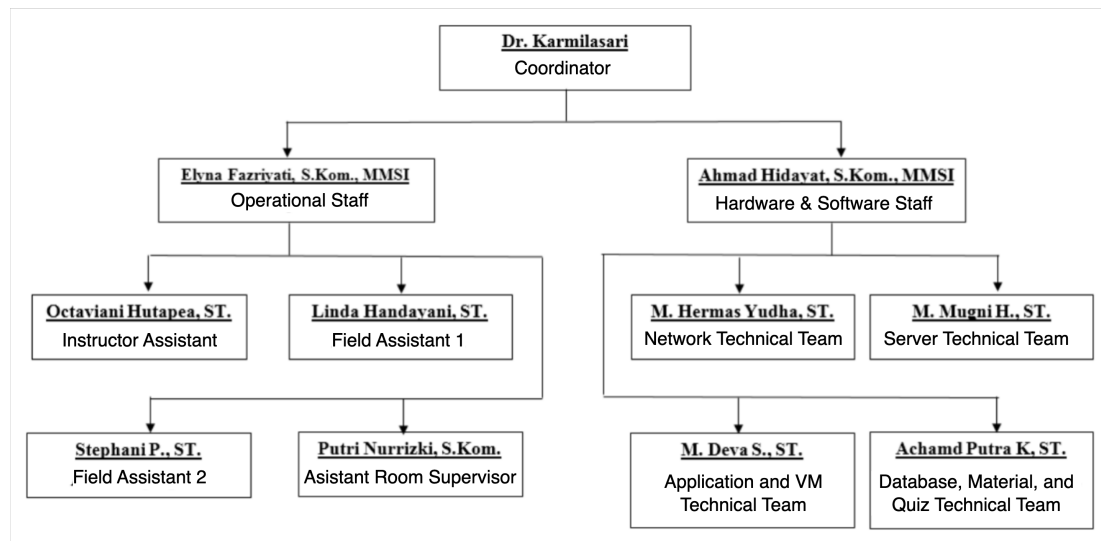 Dr. Karmilasari
Coordinator
Elyna Fazriyati, S.Kom., MMSI
Operational Staff
Ahmad Hidayat, S.Kom., MMSI
Hardware & Software Staff
Octaviani Hutapea, ST.
Instructor Assistant
Linda Handayani, ST.
Field Assistant 1
M. Hermas Yudha, ST.
Network Technical Team
M. Mugni H., ST.
Server Technical Team
Stephani P., ST.
Field Assistant 2
Putri Nurrizki, S.Kom.
Asistant Room Supervisor
M. Deva S., ST.
Application and VM
Technical Team
Achamd Putra K, ST.
Database, Material, and
Quiz Technical Team